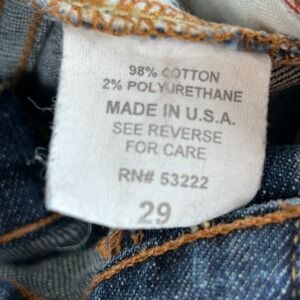 98% COTTON
2% POLYURETHANE
MADE IN U.S.A.
SEE REVERSE
FOR CARE
RN# 53222
29